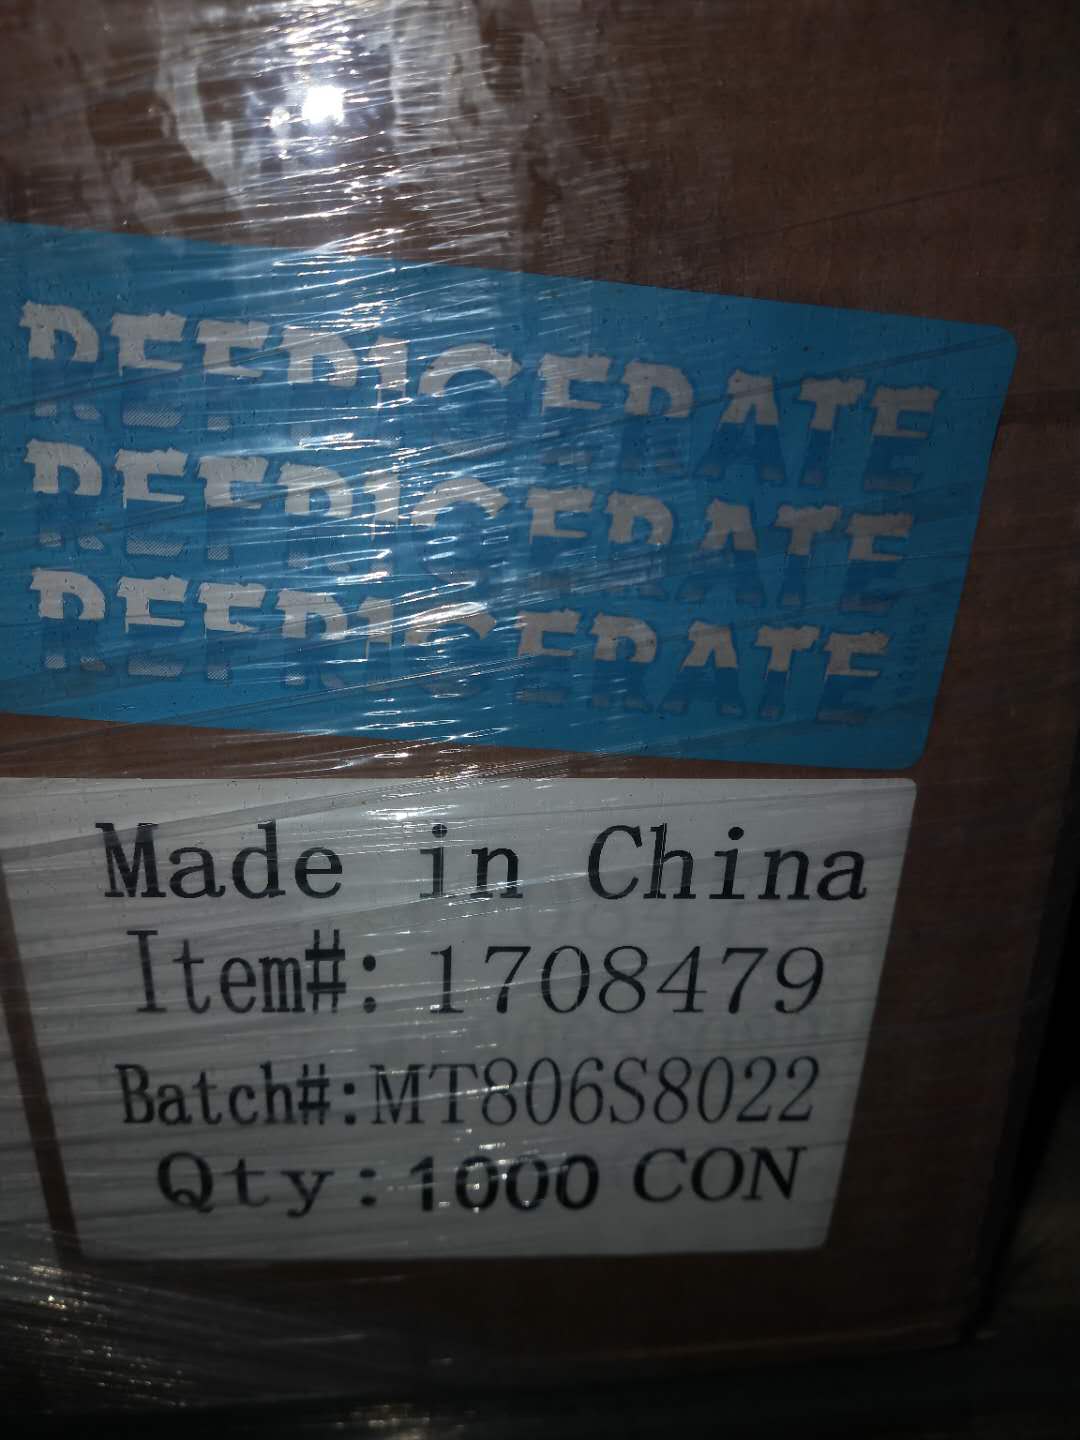 REFRIGERATE
REFRIGERATE
REFRIGERATE
Made in China
Item#: 1708479
Batch#:MT806S8022
Qty:1000 CON